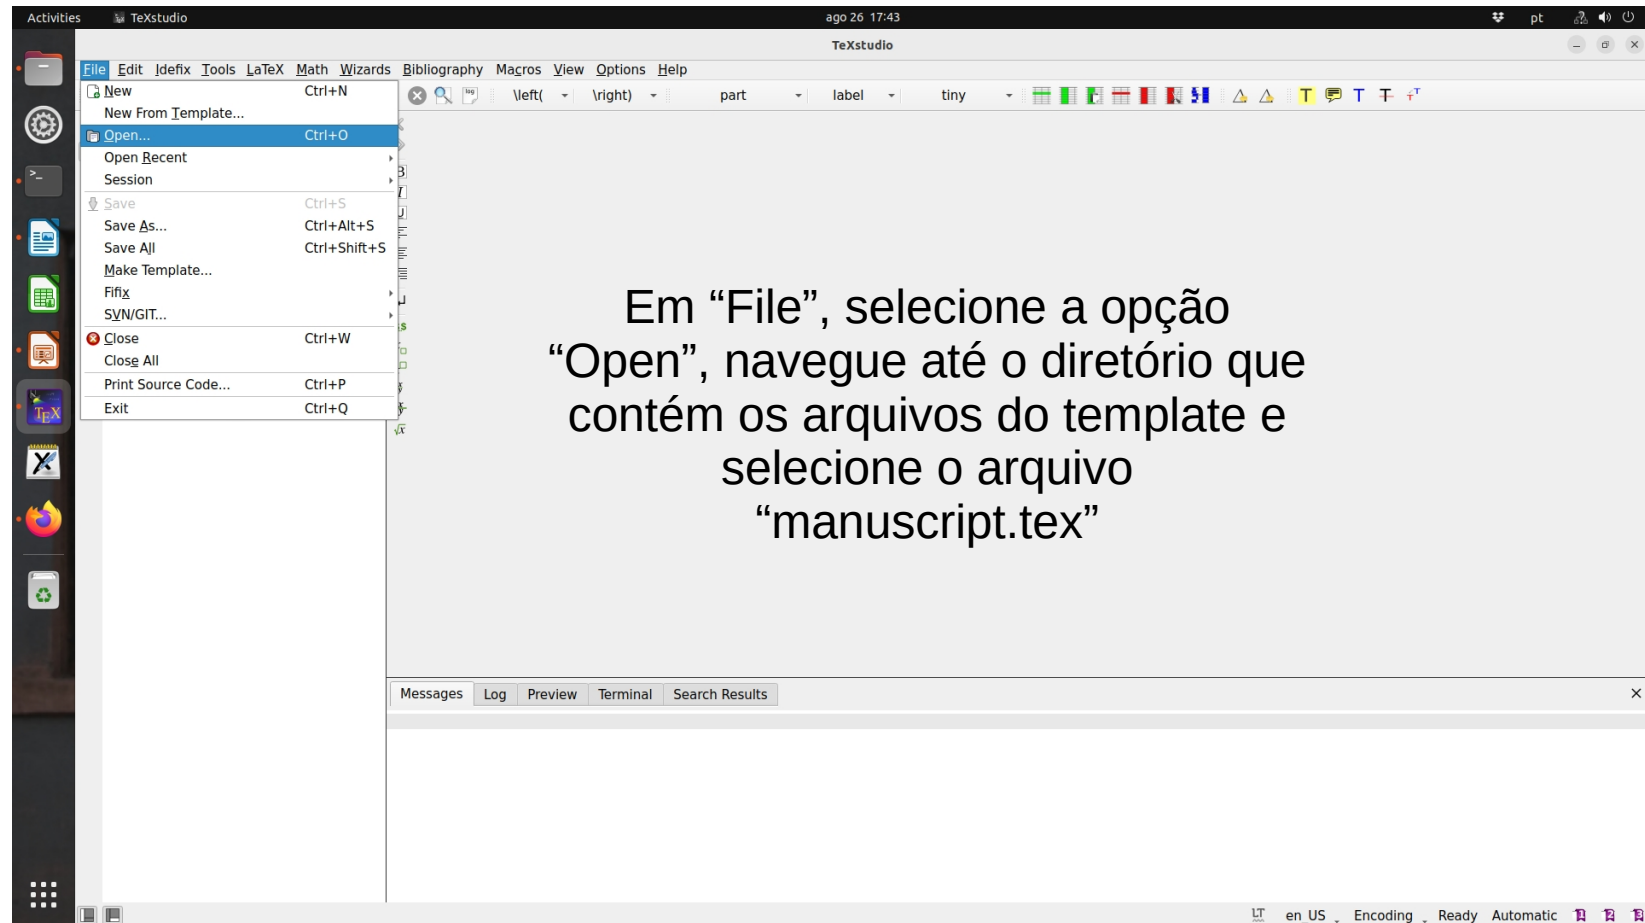 Activities TeXstudio ago 26 17:43 pt
TeXstudio
File Edit Idefix Tools LaTeX Math Wizards Bibliography Macros View Options Help
New Ctrl+N
\left( \right) part label tiny
New From Template...
Open... Ctrl+O
Open Recent
Session
Save Ctrl+S
Save As... Ctrl+Alt+S
Save All Ctrl+Shift+S
Make Template...
Fifix
SVN/GIT...
Close Ctrl+W
Close All
Print Source Code... Ctrl+P
Exit Ctrl+Q
Em “File”, selecione a opção
“Open”, navegue até o diretório que
contém os arquivos do template e
selecione o arquivo
“manuscript.tex”
Messages Log Preview Terminal Search Results
LT en_US Encoding Ready Automatic